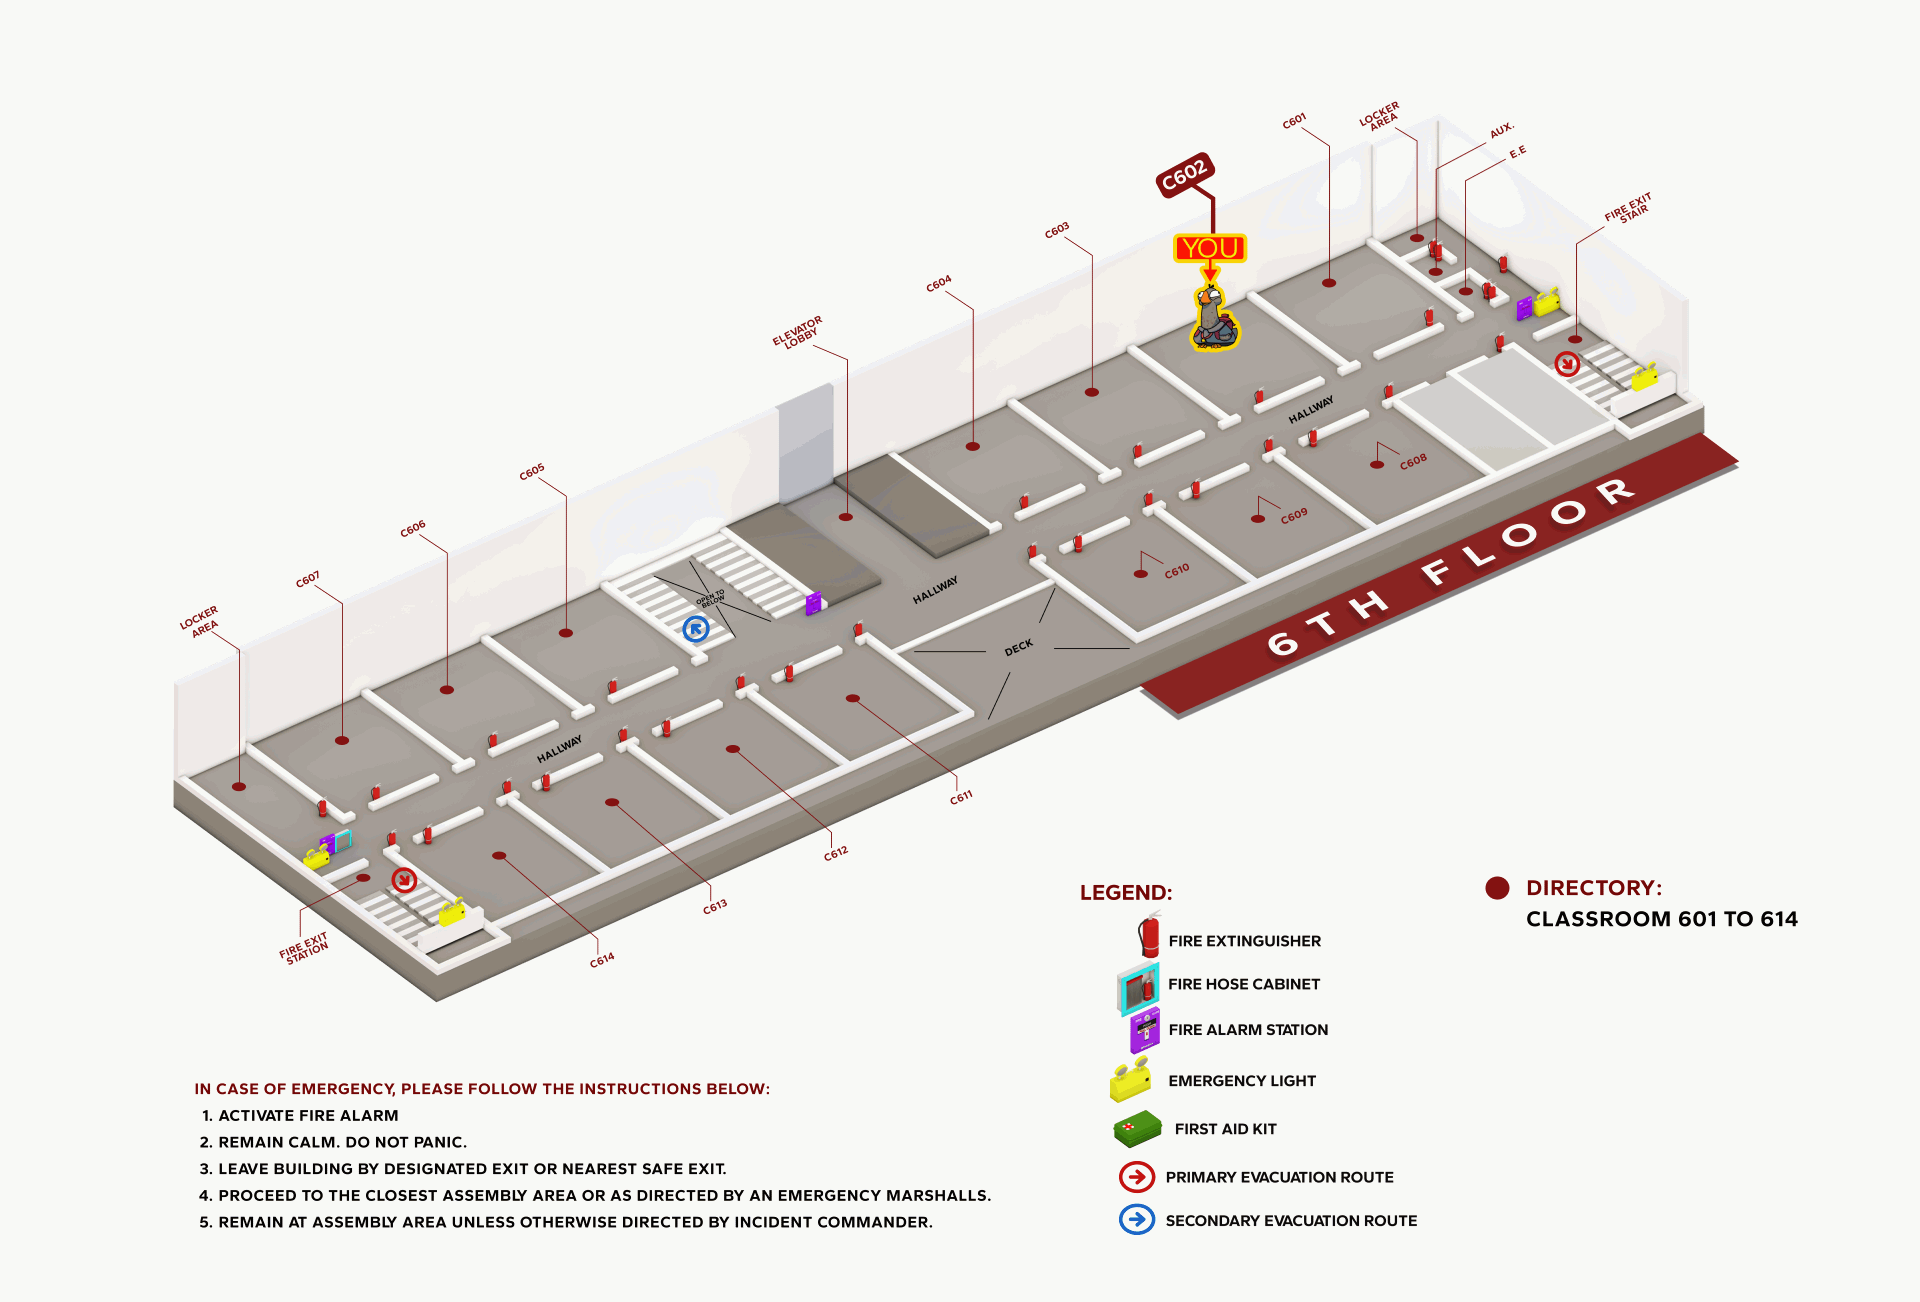 LOCKER
AREA
AUX.
E.E
C601
C602
YOU
FIRE EXIT
STAIR
C603
C604
ELEVATOR
LOBBY
C605
C606
C607
LOCKER
AREA
HALLWAY
C608
C609
C610
HALLWAY
OPEN TO
BELOW
DECK
HALLWAY
6TH FLOOR
C611
C612
C613
C614
FIRE EXIT
STATION
LEGEND:
FIRE EXTINGUISHER
FIRE HOSE CABINET
FIRE ALARM STATION
EMERGENCY LIGHT
FIRST AID KIT
PRIMARY EVACUATION ROUTE
SECONDARY EVACUATION ROUTE
DIRECTORY:
CLASSROOM 601 TO 614
IN CASE OF EMERGENCY, PLEASE FOLLOW THE INSTRUCTIONS BELOW:
1. ACTIVATE FIRE ALARM
2. REMAIN CALM. DO NOT PANIC.
3. LEAVE BUILDING BY DESIGNATED EXIT OR NEAREST SAFE EXIT.
4. PROCEED TO THE CLOSEST ASSEMBLY AREA OR AS DIRECTED BY AN EMERGENCY MARSHALLS.
5. REMAIN AT ASSEMBLY AREA UNLESS OTHERWISE DIRECTED BY INCIDENT COMMANDER.